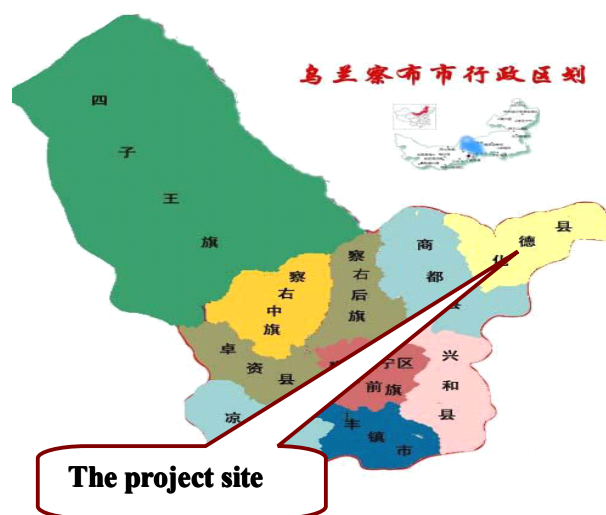 乌兰察布市行政区划
四子王旗
察右中旗
察右后旗
商都县
化德县
卓资县
宁区
前旗
兴和县
凉
丰镇市
The project site